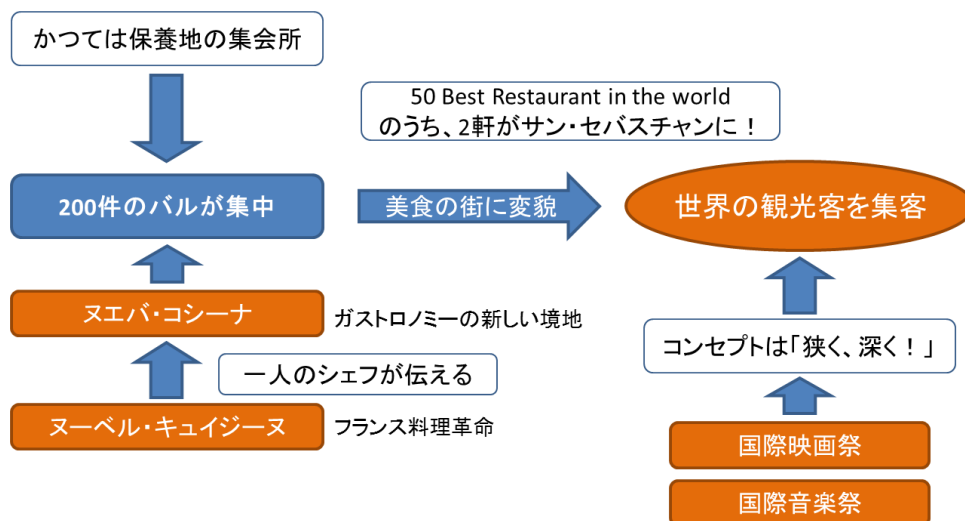 かつては保養地の集会所
50 Best Restaurant in the world
のうち、2軒がサン・セバスチャンに！
200件のバルが集中
美食の街に変貌
世界の観光客を集客
ヌエバ・コシーナ
ガストロノミーの新しい境地
コンセプトは「狭く、深く！」
一人のシェフが伝える
ヌーベル・キュイジーヌ
フランス料理革命
国際映画祭
国際音楽祭